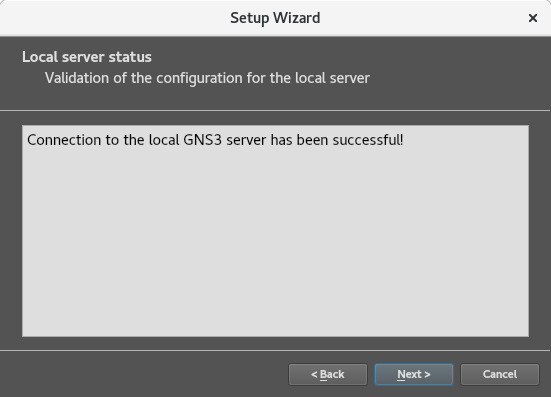 Setup Wizard
Local server status
Validation of the configuration for the local server
Connection to the local GNS3 server has been successful!
< Back Next > Cancel